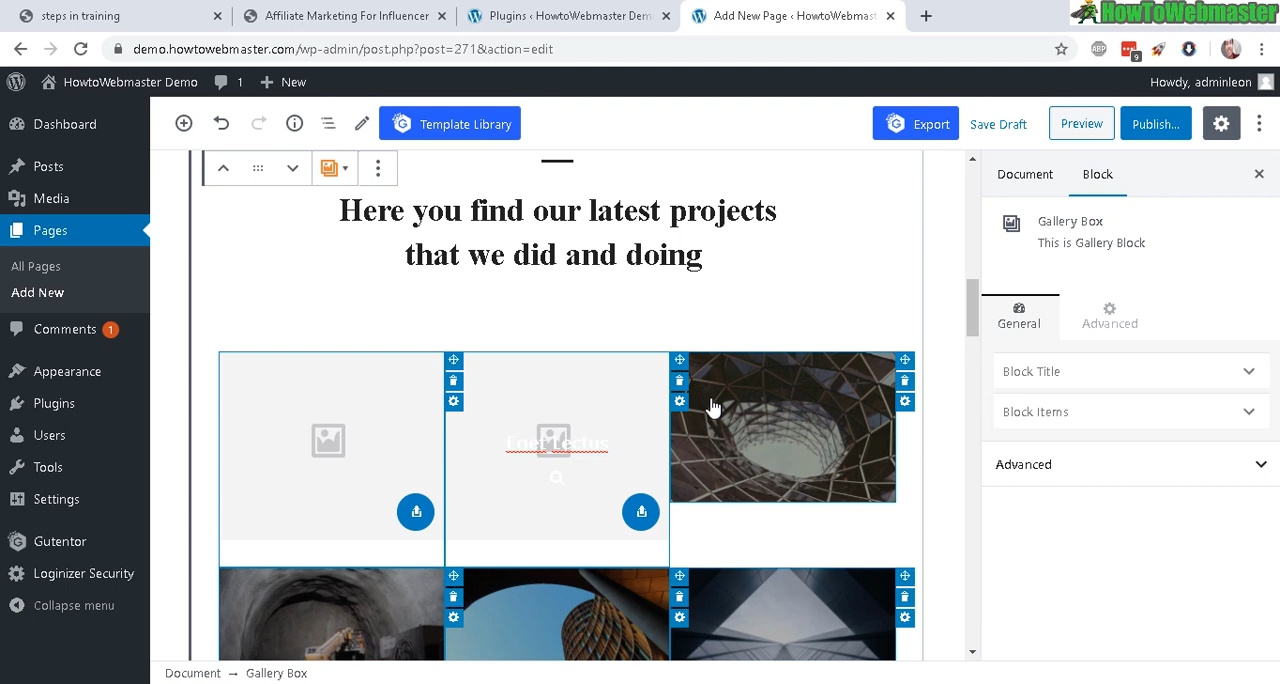 steps in training
Affiliate Marketing For Influencer
Plugins ‹ HowtoWebmaster Dem
Add New Page ‹ HowtoWebmast
HowToWebmaster
demo.howtowebmaster.com/wp-admin/post.php?post=271&action=edit
ABP
9
HowtoWebmaster Demo
1
New
Howdy, adminleon
Dashboard
Posts
Media
Pages
All Pages
Add New
Comments 1
Appearance
Plugins
Users
Tools
Settings
Gutentor
Loginizer Security
Collapse menu
Template Library
Export
Save Draft
Preview
Publish...
Here you find our latest projects
that we did and doing
Eget Lectus
Document
Block
Gallery Box
This is Gallery Block
General
Advanced
Block Title
Block Items
Advanced
Document → Gallery Box